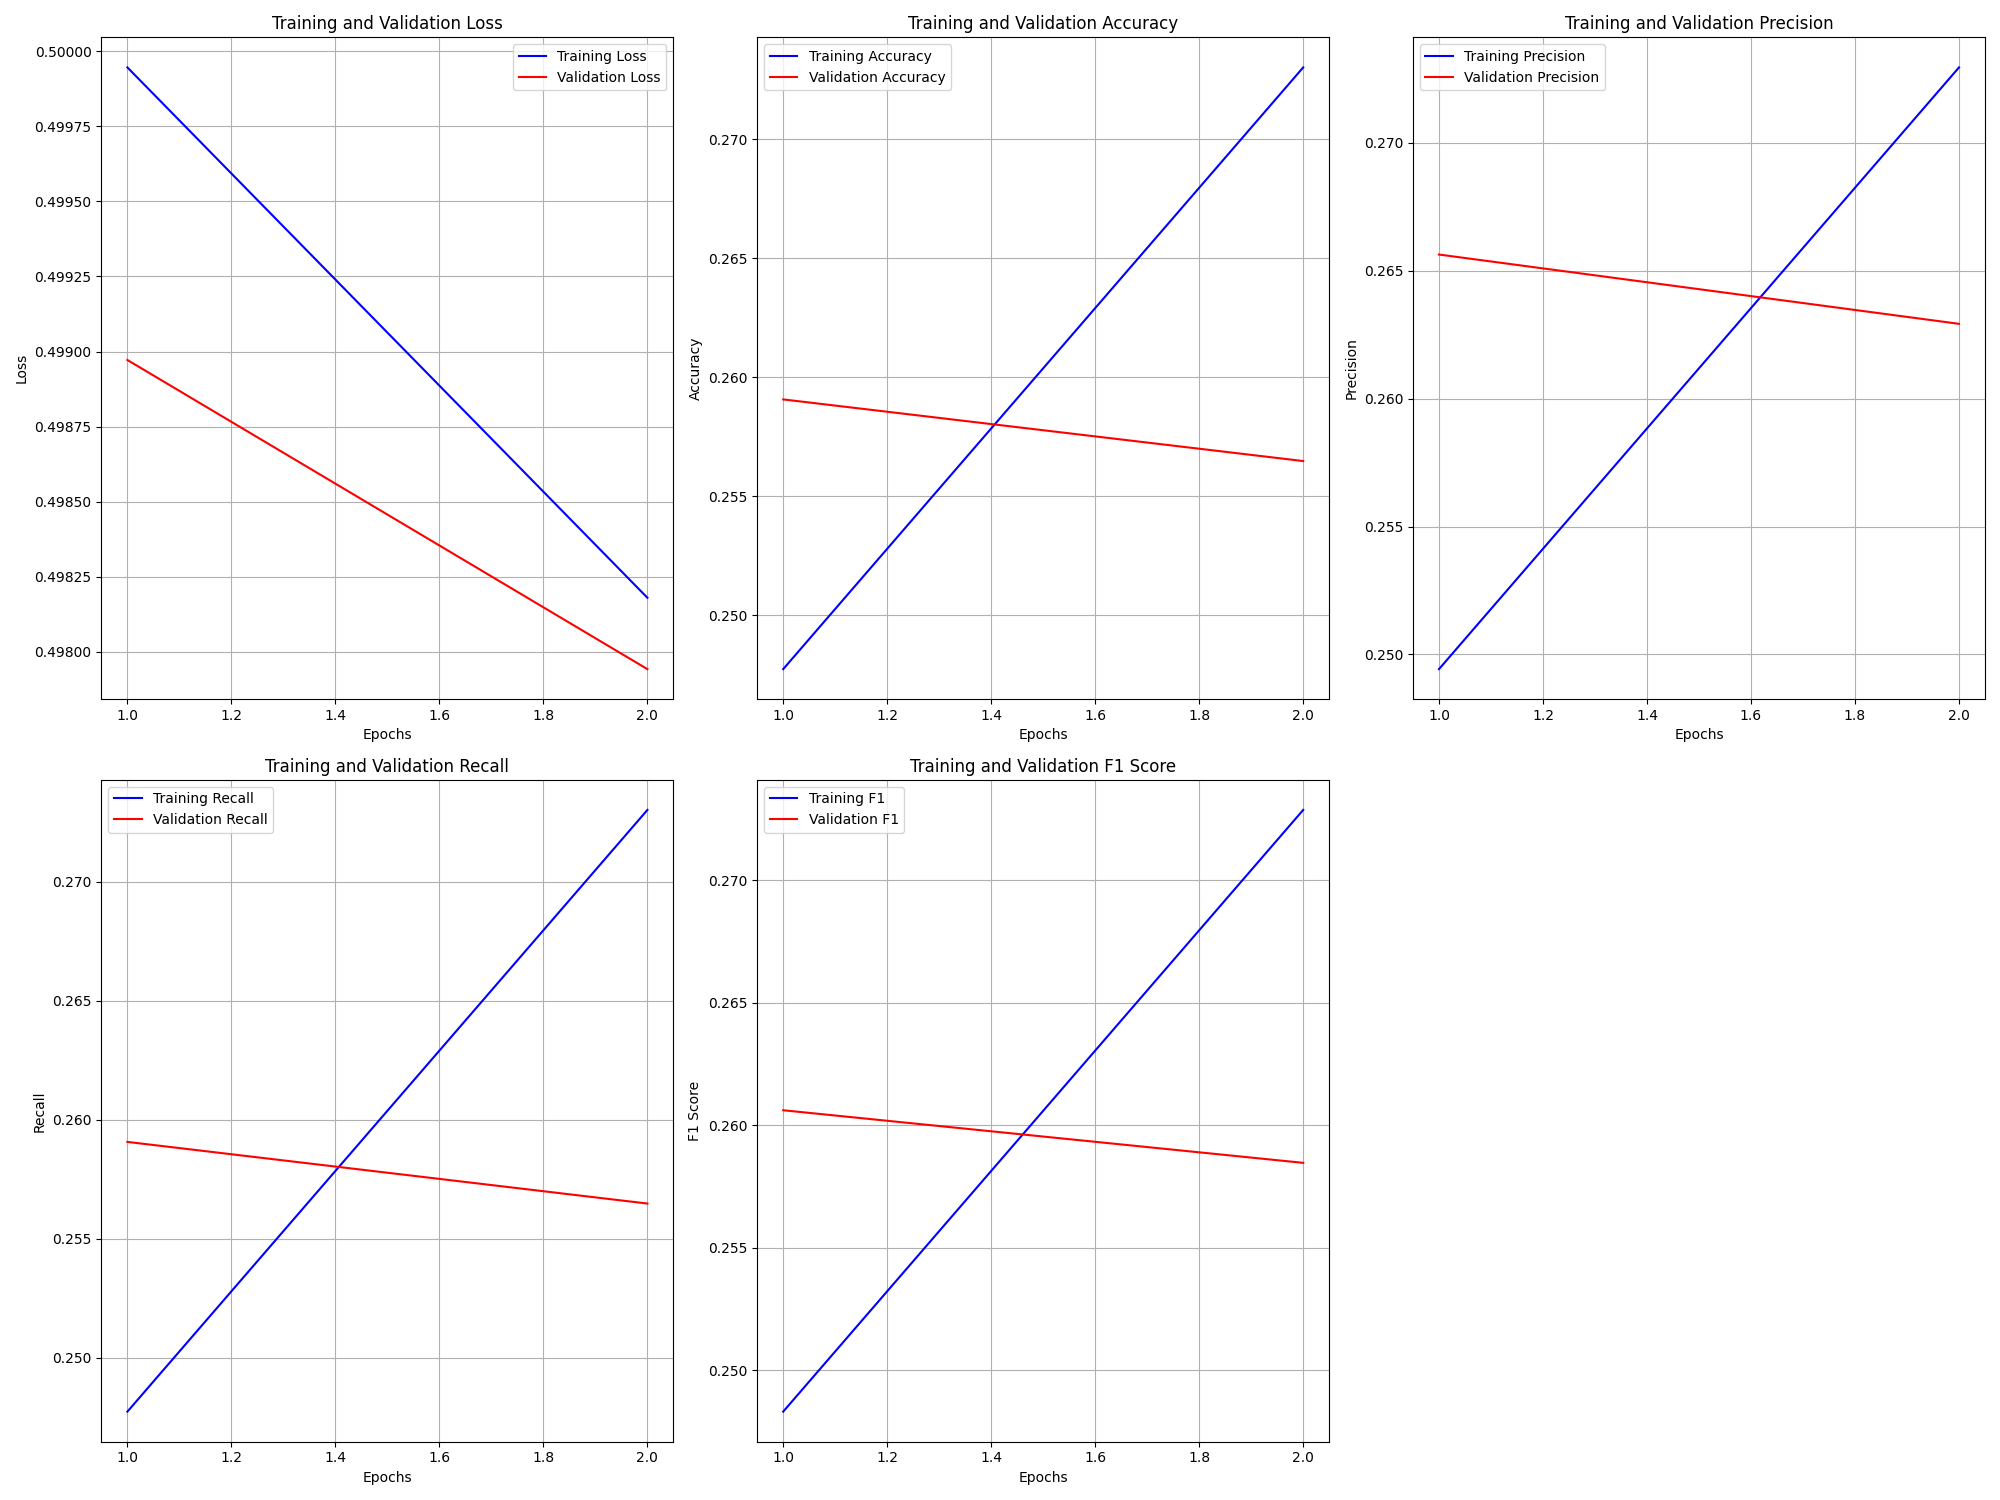 Training and Validation Loss
Training Loss
Validation Loss
0.50000
0.49975
0.49950
0.49925
0.49900
0.49875
0.49850
0.49825
0.49800
Loss
1.0 1.2 1.4 1.6 1.8 2.0
Epochs
Training and Validation Accuracy
Training Accuracy
Validation Accuracy
0.270
0.265
0.260
0.255
0.250
Accuracy
1.0 1.2 1.4 1.6 1.8 2.0
Epochs
Training and Validation Precision
Training Precision
Validation Precision
0.270
0.265
0.260
0.255
0.250
Precision
1.0 1.2 1.4 1.6 1.8 2.0
Epochs
Training and Validation Recall
Training Recall
Validation Recall
0.270
0.265
0.260
0.255
0.250
Recall
1.0 1.2 1.4 1.6 1.8 2.0
Epochs
Training and Validation F1 Score
Training F1
Validation F1
0.270
0.265
0.260
0.255
0.250
F1 Score
1.0 1.2 1.4 1.6 1.8 2.0
Epochs